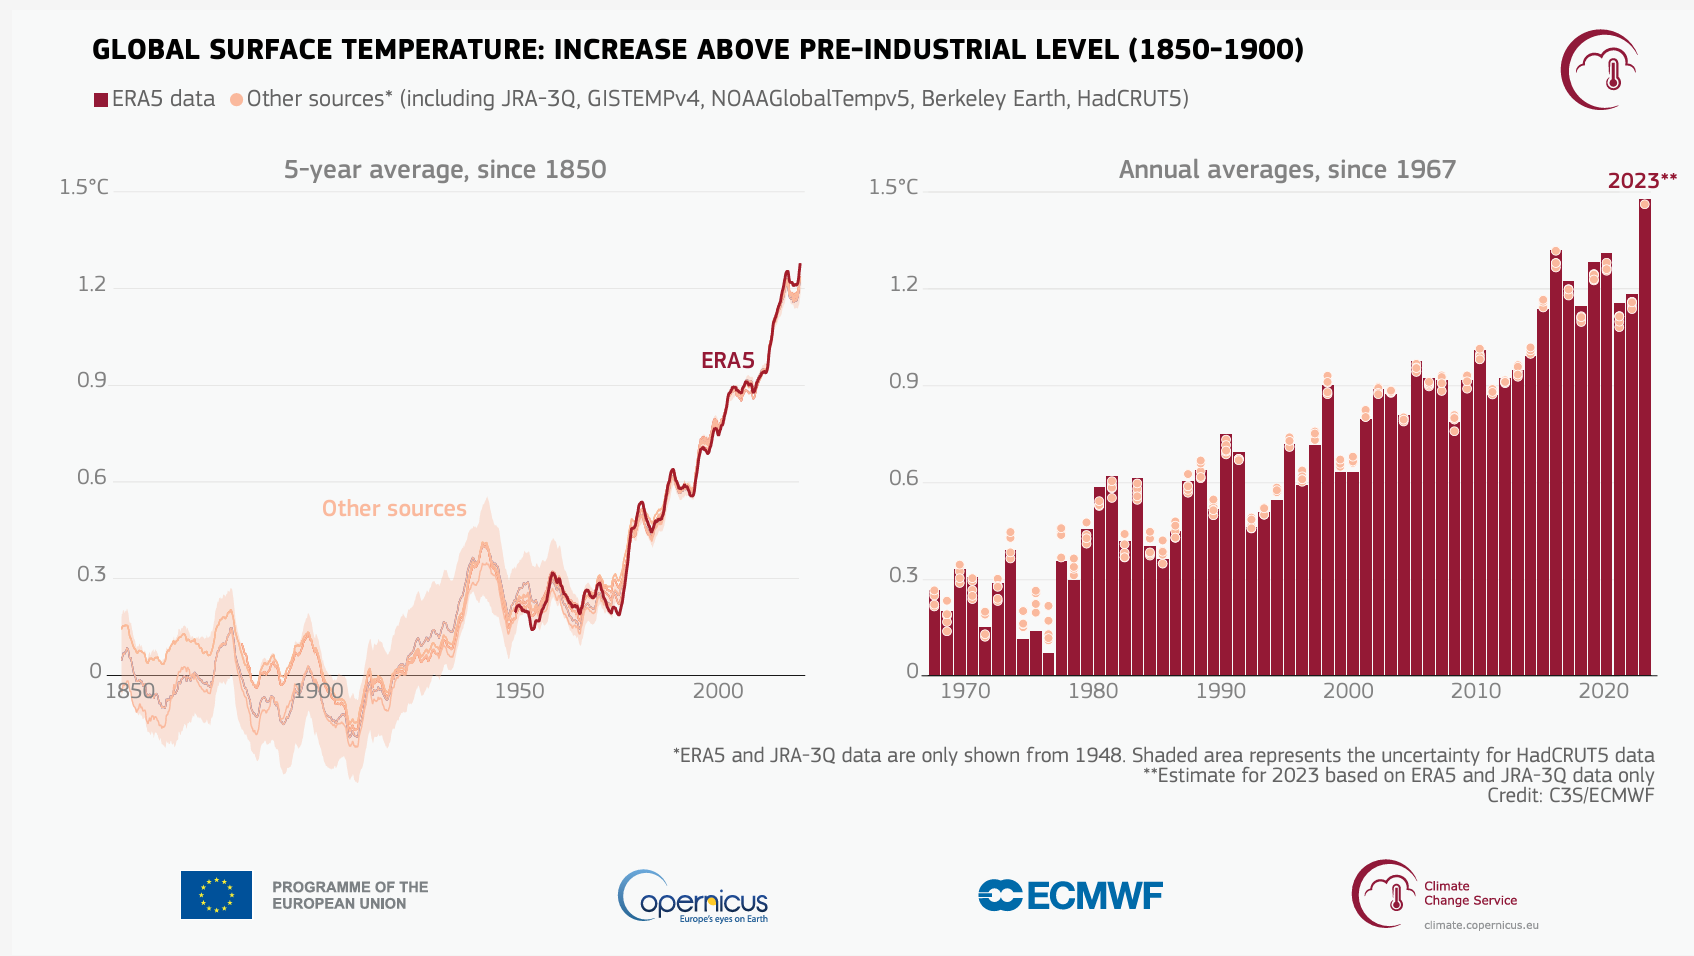 GLOBAL SURFACE TEMPERATURE: INCREASE ABOVE PRE-INDUSTRIAL LEVEL (1850-1900)
ERA5 data Other sources* (including JRA-3Q, GISTEMPv4, NOAAGlobalTempv5, Berkeley Earth, HadCRUT5)
5-year average, since 1850
1.5°C
1.2
0.9
0.6
0.3
0
ERA5
Other sources
1850 1900 1950 2000
Annual averages, since 1967
2023**
1.5°C
1.2
0.9
0.6
0.3
0
1970 1980 1990 2000 2010 2020
*ERA5 and JRA-3Q data are only shown from 1948. Shaded area represents the uncertainty for HadCRUT5 data
**Estimate for 2023 based on ERA5 and JRA-3Q data only
Credit: C3S/ECMWF
PROGRAMME OF THE
EUROPEAN UNION
opernicus
Europe's eyes on Earth
ECMWF
Climate
Change Service
climate.copernicus.eu